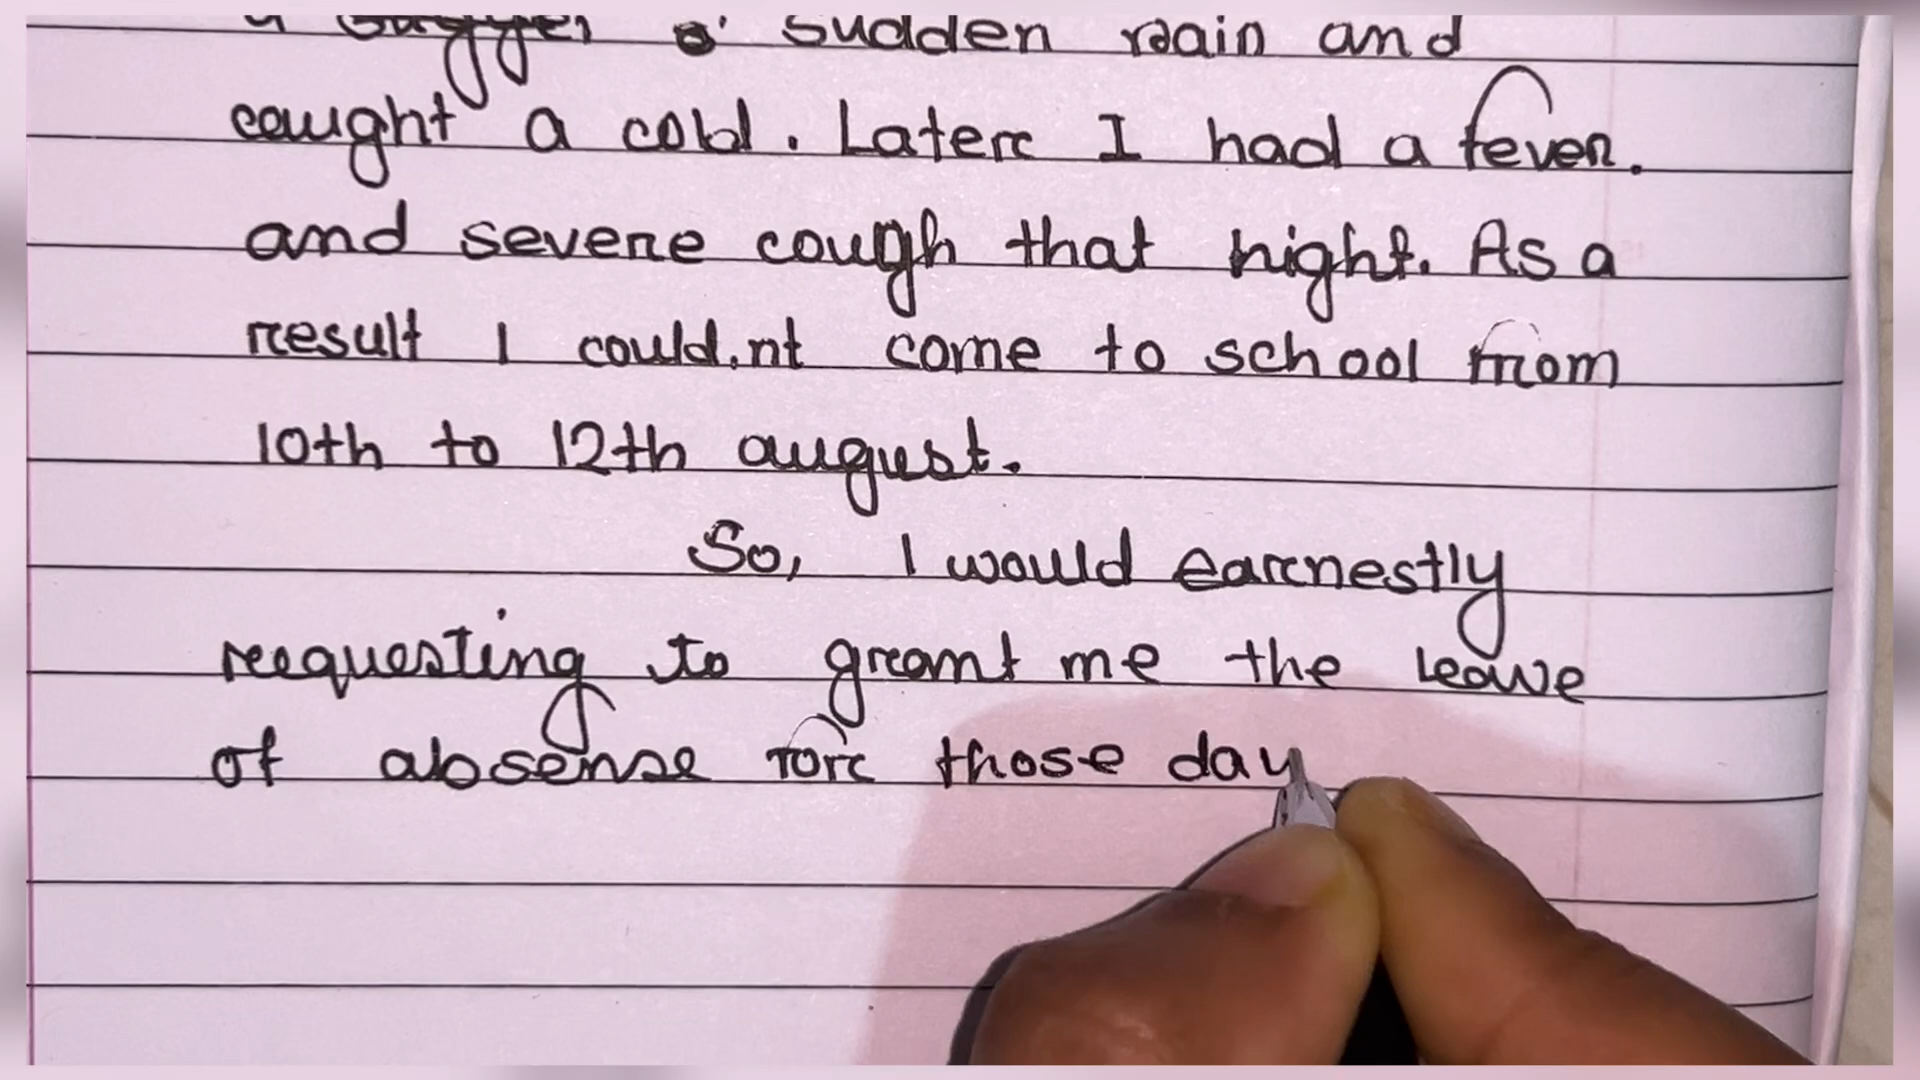 sudden rain and
caught a cold. Later I had a fever.
and severe cough that night. As a
result I could.nt come to school from
10th to 12th august.
So, I would earnestly
requesting to grant me the leave
of absense for those day